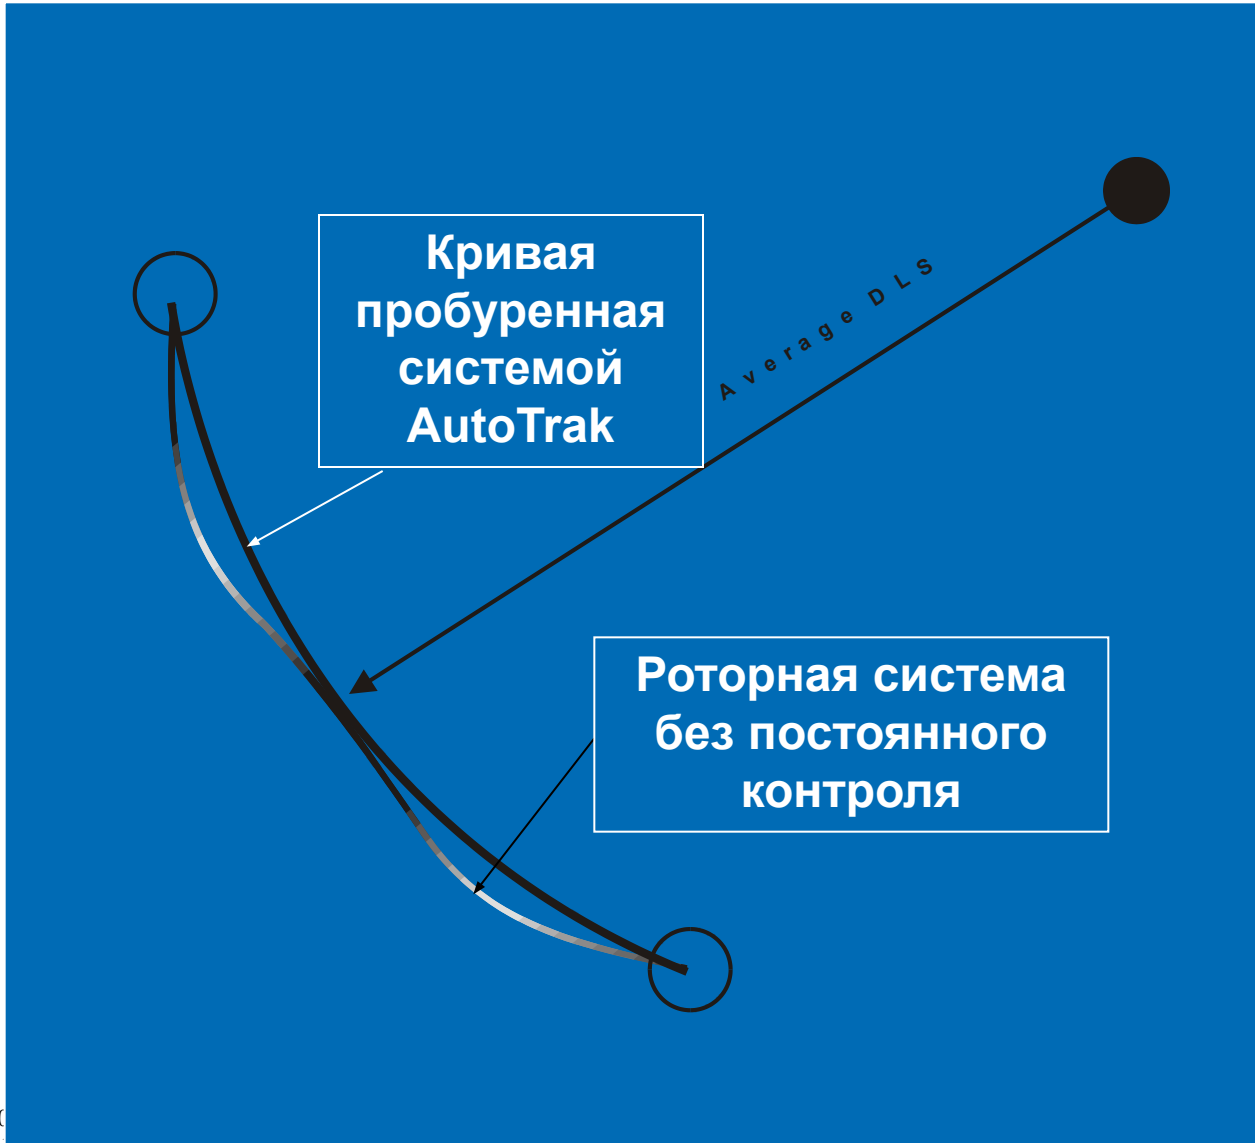 Кривая
пробуренная
системой
AutoTrak
Average DLS
Роторная система
без постоянного
контроля